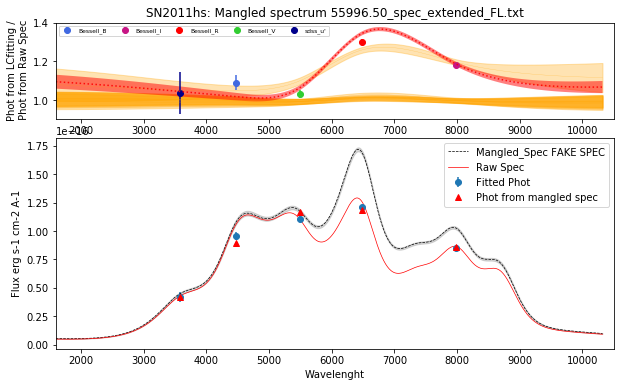 SN2011hs: Mangled spectrum 55996.50_spec_extended_FL.txt
Phot from LCfitting /
Phot from Raw Spec
1.4
1.2
1.0
Bessell_B
Bessell_I
Bessell_R
Bessell_V
sdss_u'
2000 3000 4000 5000 6000 7000 8000 9000 10000
1e−16
Flux erg s-1 cm-2 A-1
1.75
1.50
1.25
1.00
0.75
0.50
0.25
0.00
Mangled_Spec FAKE SPEC
Raw Spec
Fitted Phot
Phot from mangled spec
2000 3000 4000 5000 6000 7000 8000 9000 10000
Wavelenght